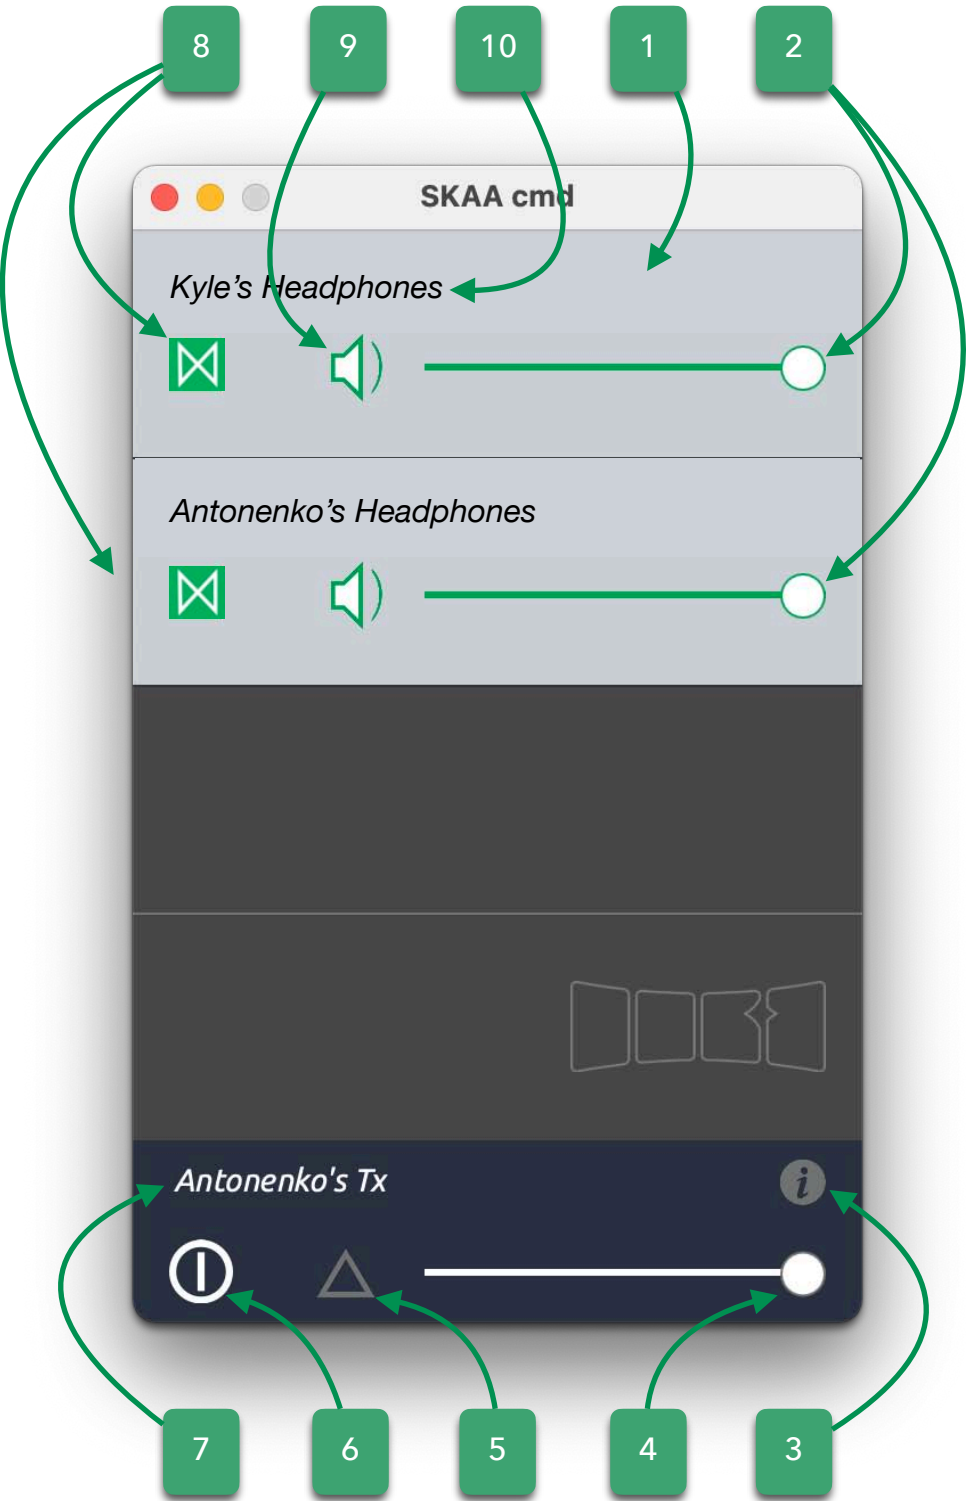 8 9 10 1 2
SKAA cmd
Kyle’s Headphones
Antonenko’s Headphones
Antonenko's Tx
i
7 6 5 4 3